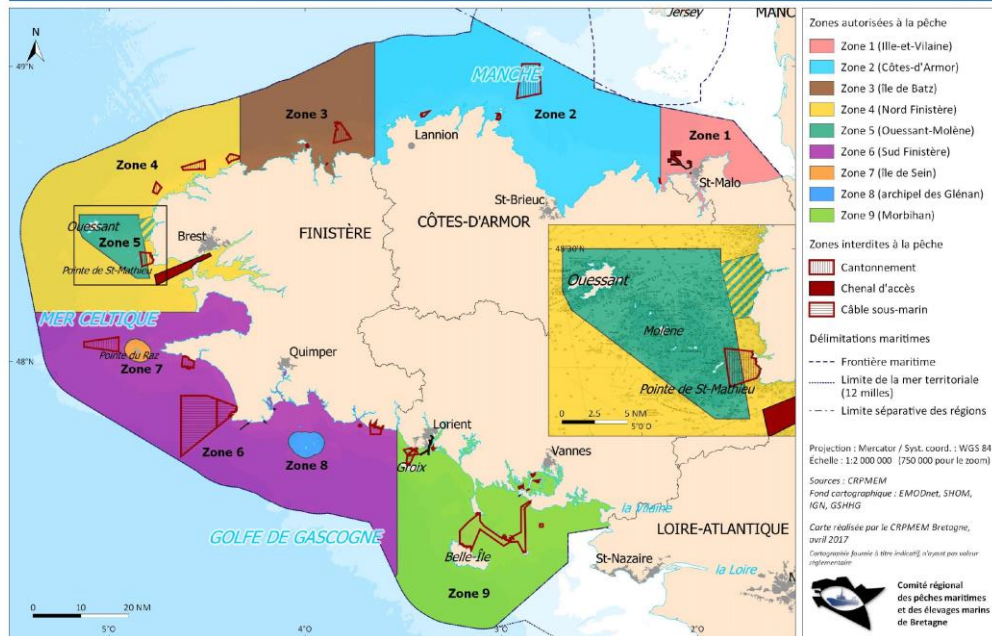 Jersey
MANC
N
49°N
MANCHE
Zone 3
Zone 2
Zone 1
Lannion
Zone 4
St-Malo
St-Brieuc
CÔTES-D'ARMOR
FINISTÈRE
Ouessant
Zone 5
Brest
Pointe de St-Mathieu
48°30'
Ouessant
Molène
Pointe de St-Mathieu
0 2.5 5 NM
5°0'O
MER CELTIQUE
48°N
Pointe du Raz
Zone 7
Quimper
Zone 6
Zone 8
Lorient
Groix
Vannes
la Vilaine
LOIRE-ATLANTIQUE
GOLFE DE GASCOGNE
Belle-Île
St-Nazaire
la Loire
Zone 9
N
0 10 20 NM
5°O
4°O
3°O
2°O
Zones autorisées à la pêche
Zone 1 (Ille-et-Vilaine)
Zone 2 (Côtes-d'Armor)
Zone 3 (île de Batz)
Zone 4 (Nord Finistère)
Zone 5 (Ouessant-Molène)
Zone 6 (Sud Finistère)
Zone 7 (île de Sein)
Zone 8 (archipel des Glénan)
Zone 9 (Morbihan)
Zones interdites à la pêche
Cantonnement
Chenal d'accès
Câble sous-marin
Délimitations maritimes
Frontière maritime
Limite de la mer territoriale
(12 milles)
Limite séparative des régions
Projection : Mercator / Syst. coord. : WGS 84
Échelle : 1:2 000 000 (750 000 pour le zoom)
Sources : CRPMEM
Fond cartographique : EMODnet, SHOM,
IGN, GSHHG
Carte réalisée par le CRPMEM Bretagne,
avril 2017
Cartographie fournie à titre indicatif, n'ayant pas valeur
réglementaire
Comité régional
des pêches maritimes
et des élevages marins
de Bretagne